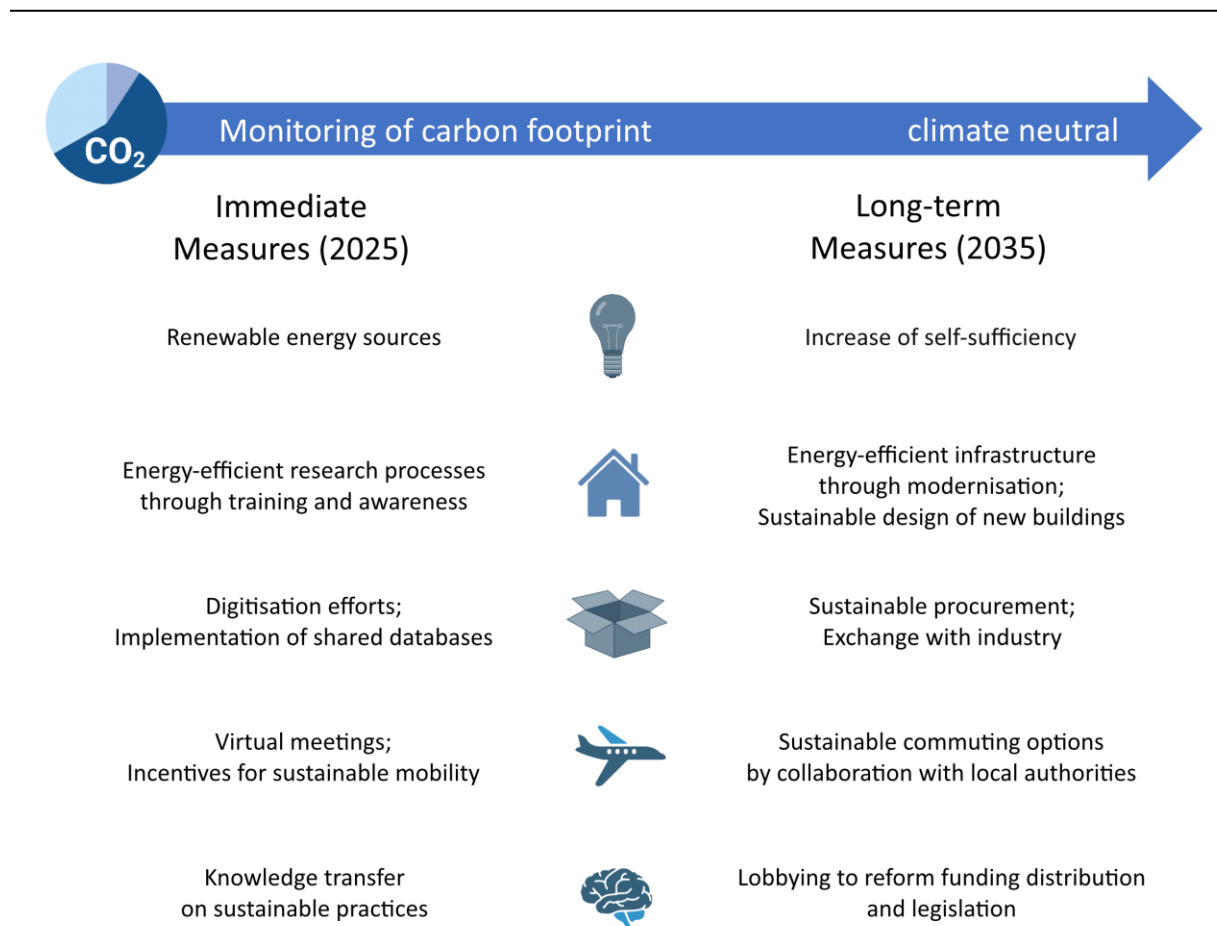 CO₂
Monitoring of carbon footprint
climate neutral
Immediate
Measures (2025)
Long-term
Measures (2035)
Renewable energy sources
Increase of self-sufficiency
Energy-efficient research processes
through training and awareness
Energy-efficient infrastructure
through modernisation;
Sustainable design of new buildings
Digitisation efforts;
Implementation of shared databases
Sustainable procurement;
Exchange with industry
Virtual meetings;
Incentives for sustainable mobility
Sustainable commuting options
by collaboration with local authorities
Knowledge transfer
on sustainable practices
Lobbying to reform funding distribution
and legislation